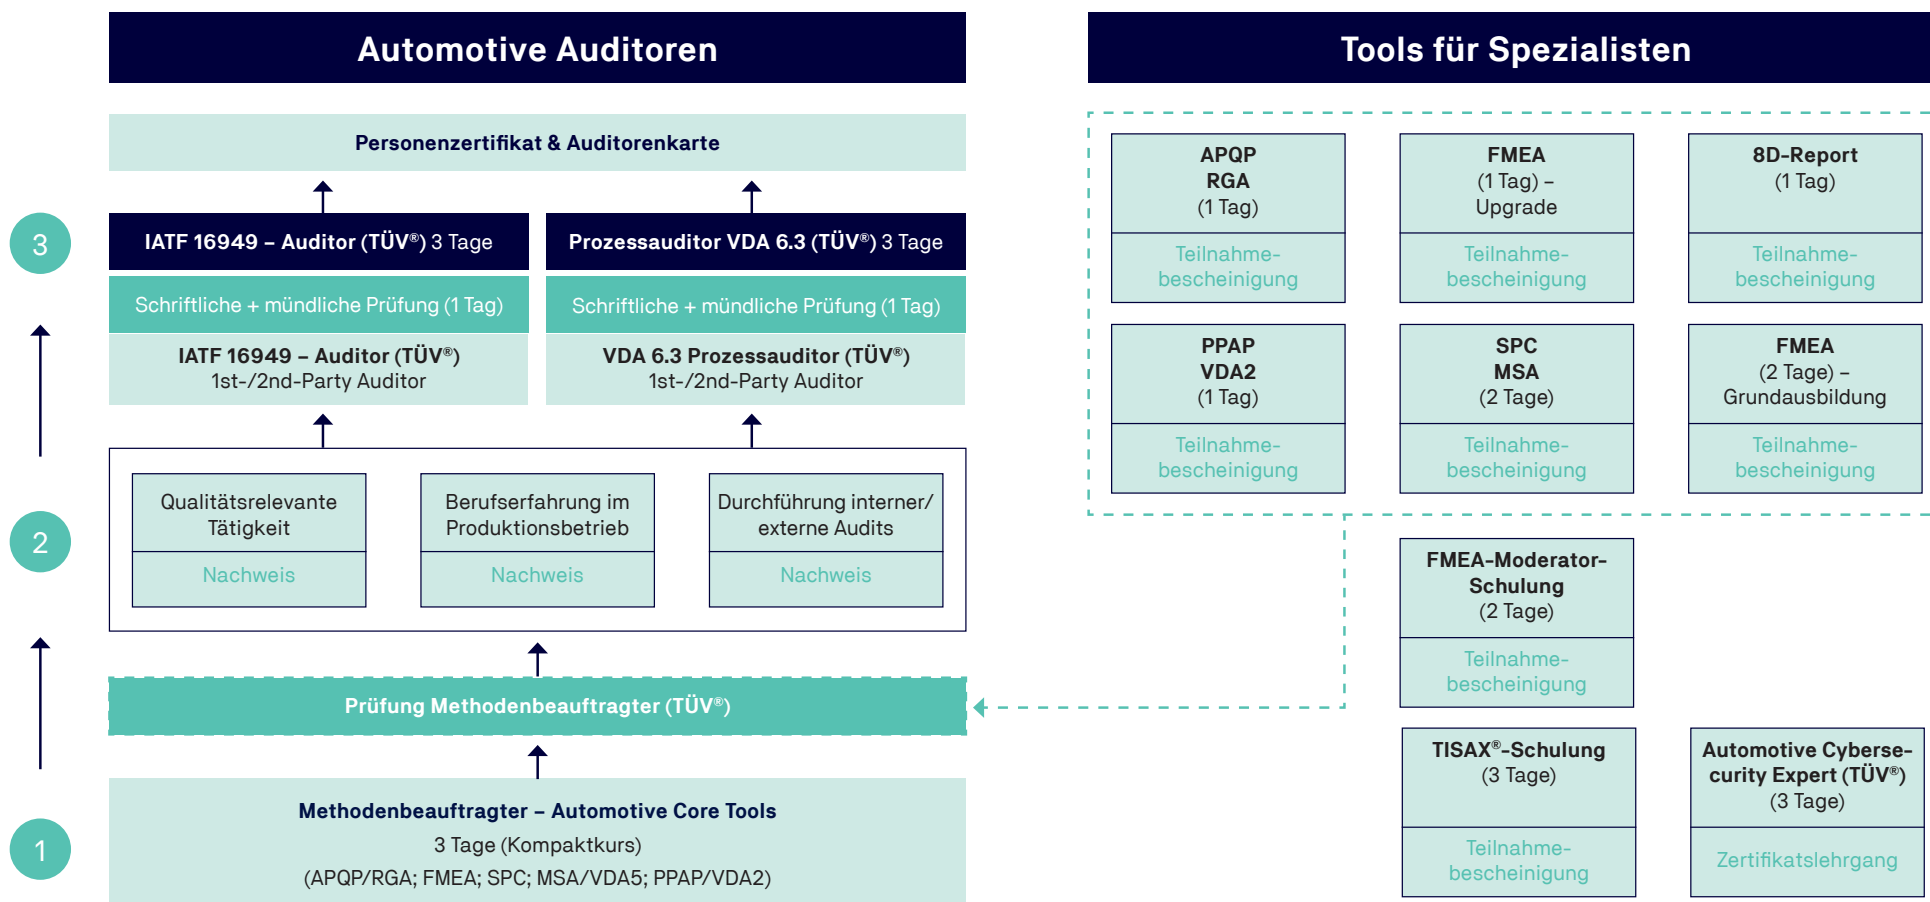 Automotive Auditoren
Personenzertifikat & Auditorenkarte
3
IATF 16949 – Auditor (TÜV®) 3 Tage
Prozessauditor VDA 6.3 (TÜV®) 3 Tage
Schriftliche + mündliche Prüfung (1 Tag)
Schriftliche + mündliche Prüfung (1 Tag)
IATF 16949 – Auditor (TÜV®)
1st-/2nd-Party Auditor
VDA 6.3 Prozessauditor (TÜV®)
1st-/2nd-Party Auditor
2
Qualitätsrelevante
Tätigkeit
Nachweis
Berufserfahrung im
Produktionsbetrieb
Nachweis
Durchführung interner/
externe Audits
Nachweis
Prüfung Methodenbeauftragter (TÜV®)
1
Methodenbeauftragter – Automotive Core Tools
3 Tage (Kompaktkurs)
(APQP/RGA; FMEA; SPC; MSA/VDA5; PPAP/VDA2)
Tools für Spezialisten
APQP
RGA
(1 Tag)
Teilnahme-
bescheinigung
FMEA
(1 Tag) –
Upgrade
Teilnahme-
bescheinigung
8D-Report
(1 Tag)
Teilnahme-
bescheinigung
PPAP
VDA2
(1 Tag)
Teilnahme-
bescheinigung
SPC
MSA
(2 Tage)
Teilnahme-
bescheinigung
FMEA
(2 Tage) –
Grundausbildung
Teilnahme-
bescheinigung
FMEA-Moderator-
Schulung
(2 Tage)
Teilnahme-
bescheinigung
TISAX®-Schulung
(3 Tage)
Teilnahme-
bescheinigung
Automotive Cyberse-
curity Expert (TÜV®)
(3 Tage)
Zertifikatslehrgang